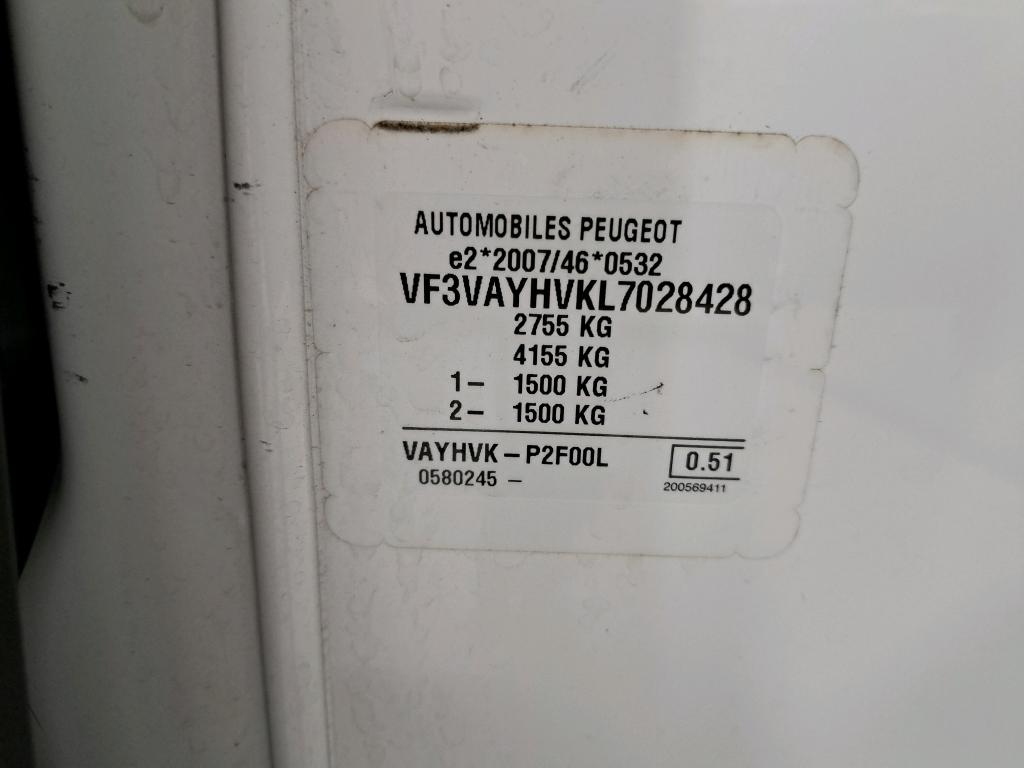 AUTOMOBILES PEUGEOT
e2*2007/46*0532
VF3VAYHVKL7028428
2755 KG
4155 KG
1- 1500 KG
2- 1500 KG
VAYHVK - P2F00L 0.51
0580245 - 200569411